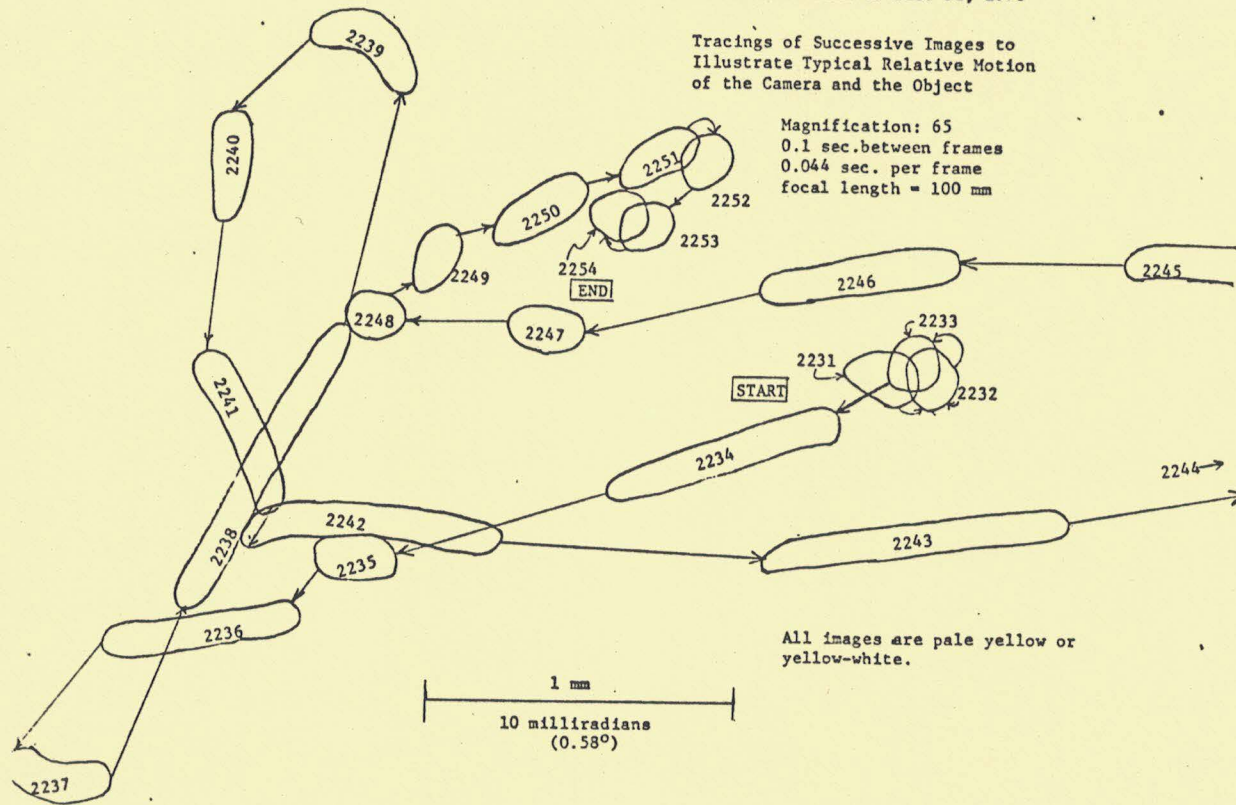 Tracings of Successive Images to
Illustrate Typical Relative Motion
of the Camera and the Object
Magnification: 65
0.1 sec.between frames
0.044 sec. per frame
focal length = 100 mm
2239
2240
2251
2252
2250
2253
2249
2254
END
2246
2245
2248
2247
2233
2231
START
2232
2241
2234
2244
2242
2243
2238
2235
2236
All images are pale yellow or
yellow-white.
1 mm
10 milliradians
(0.58°)
2237